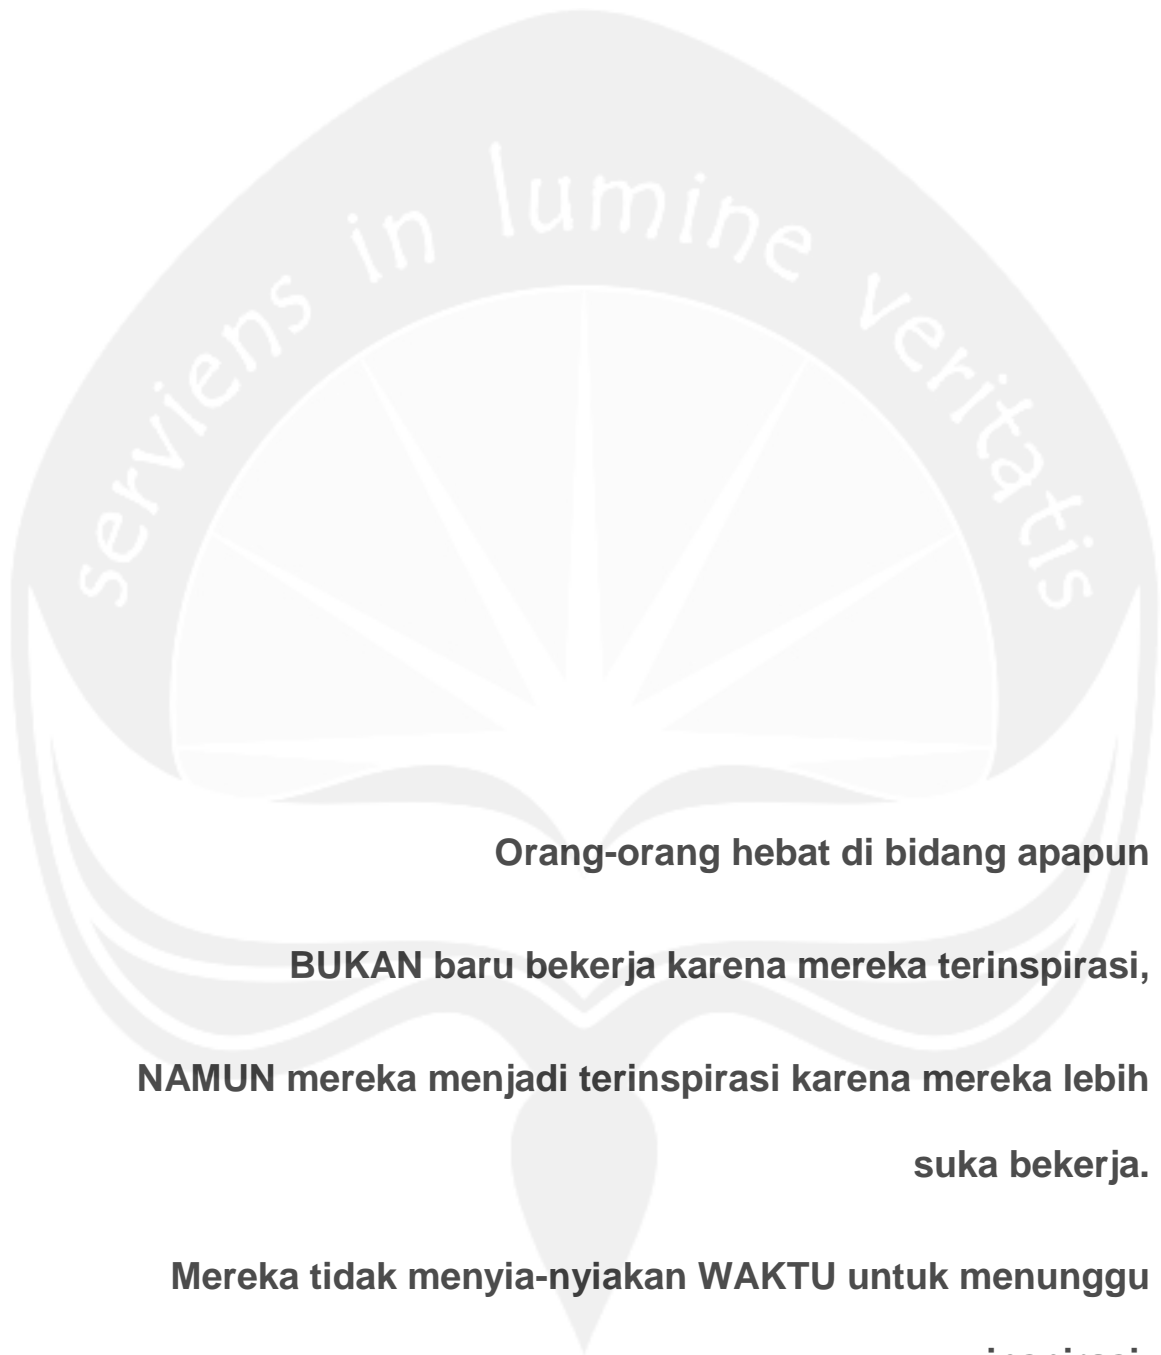 serviens in lumine veritatis
Orang-orang hebat di bidang apapun
BUKAN baru bekerja karena mereka terinspirasi,
NAMUN mereka menjadi terinspirasi karena mereka lebih
suka bekerja.
Mereka tidak menyia-nyiakan WAKTU untuk menunggu